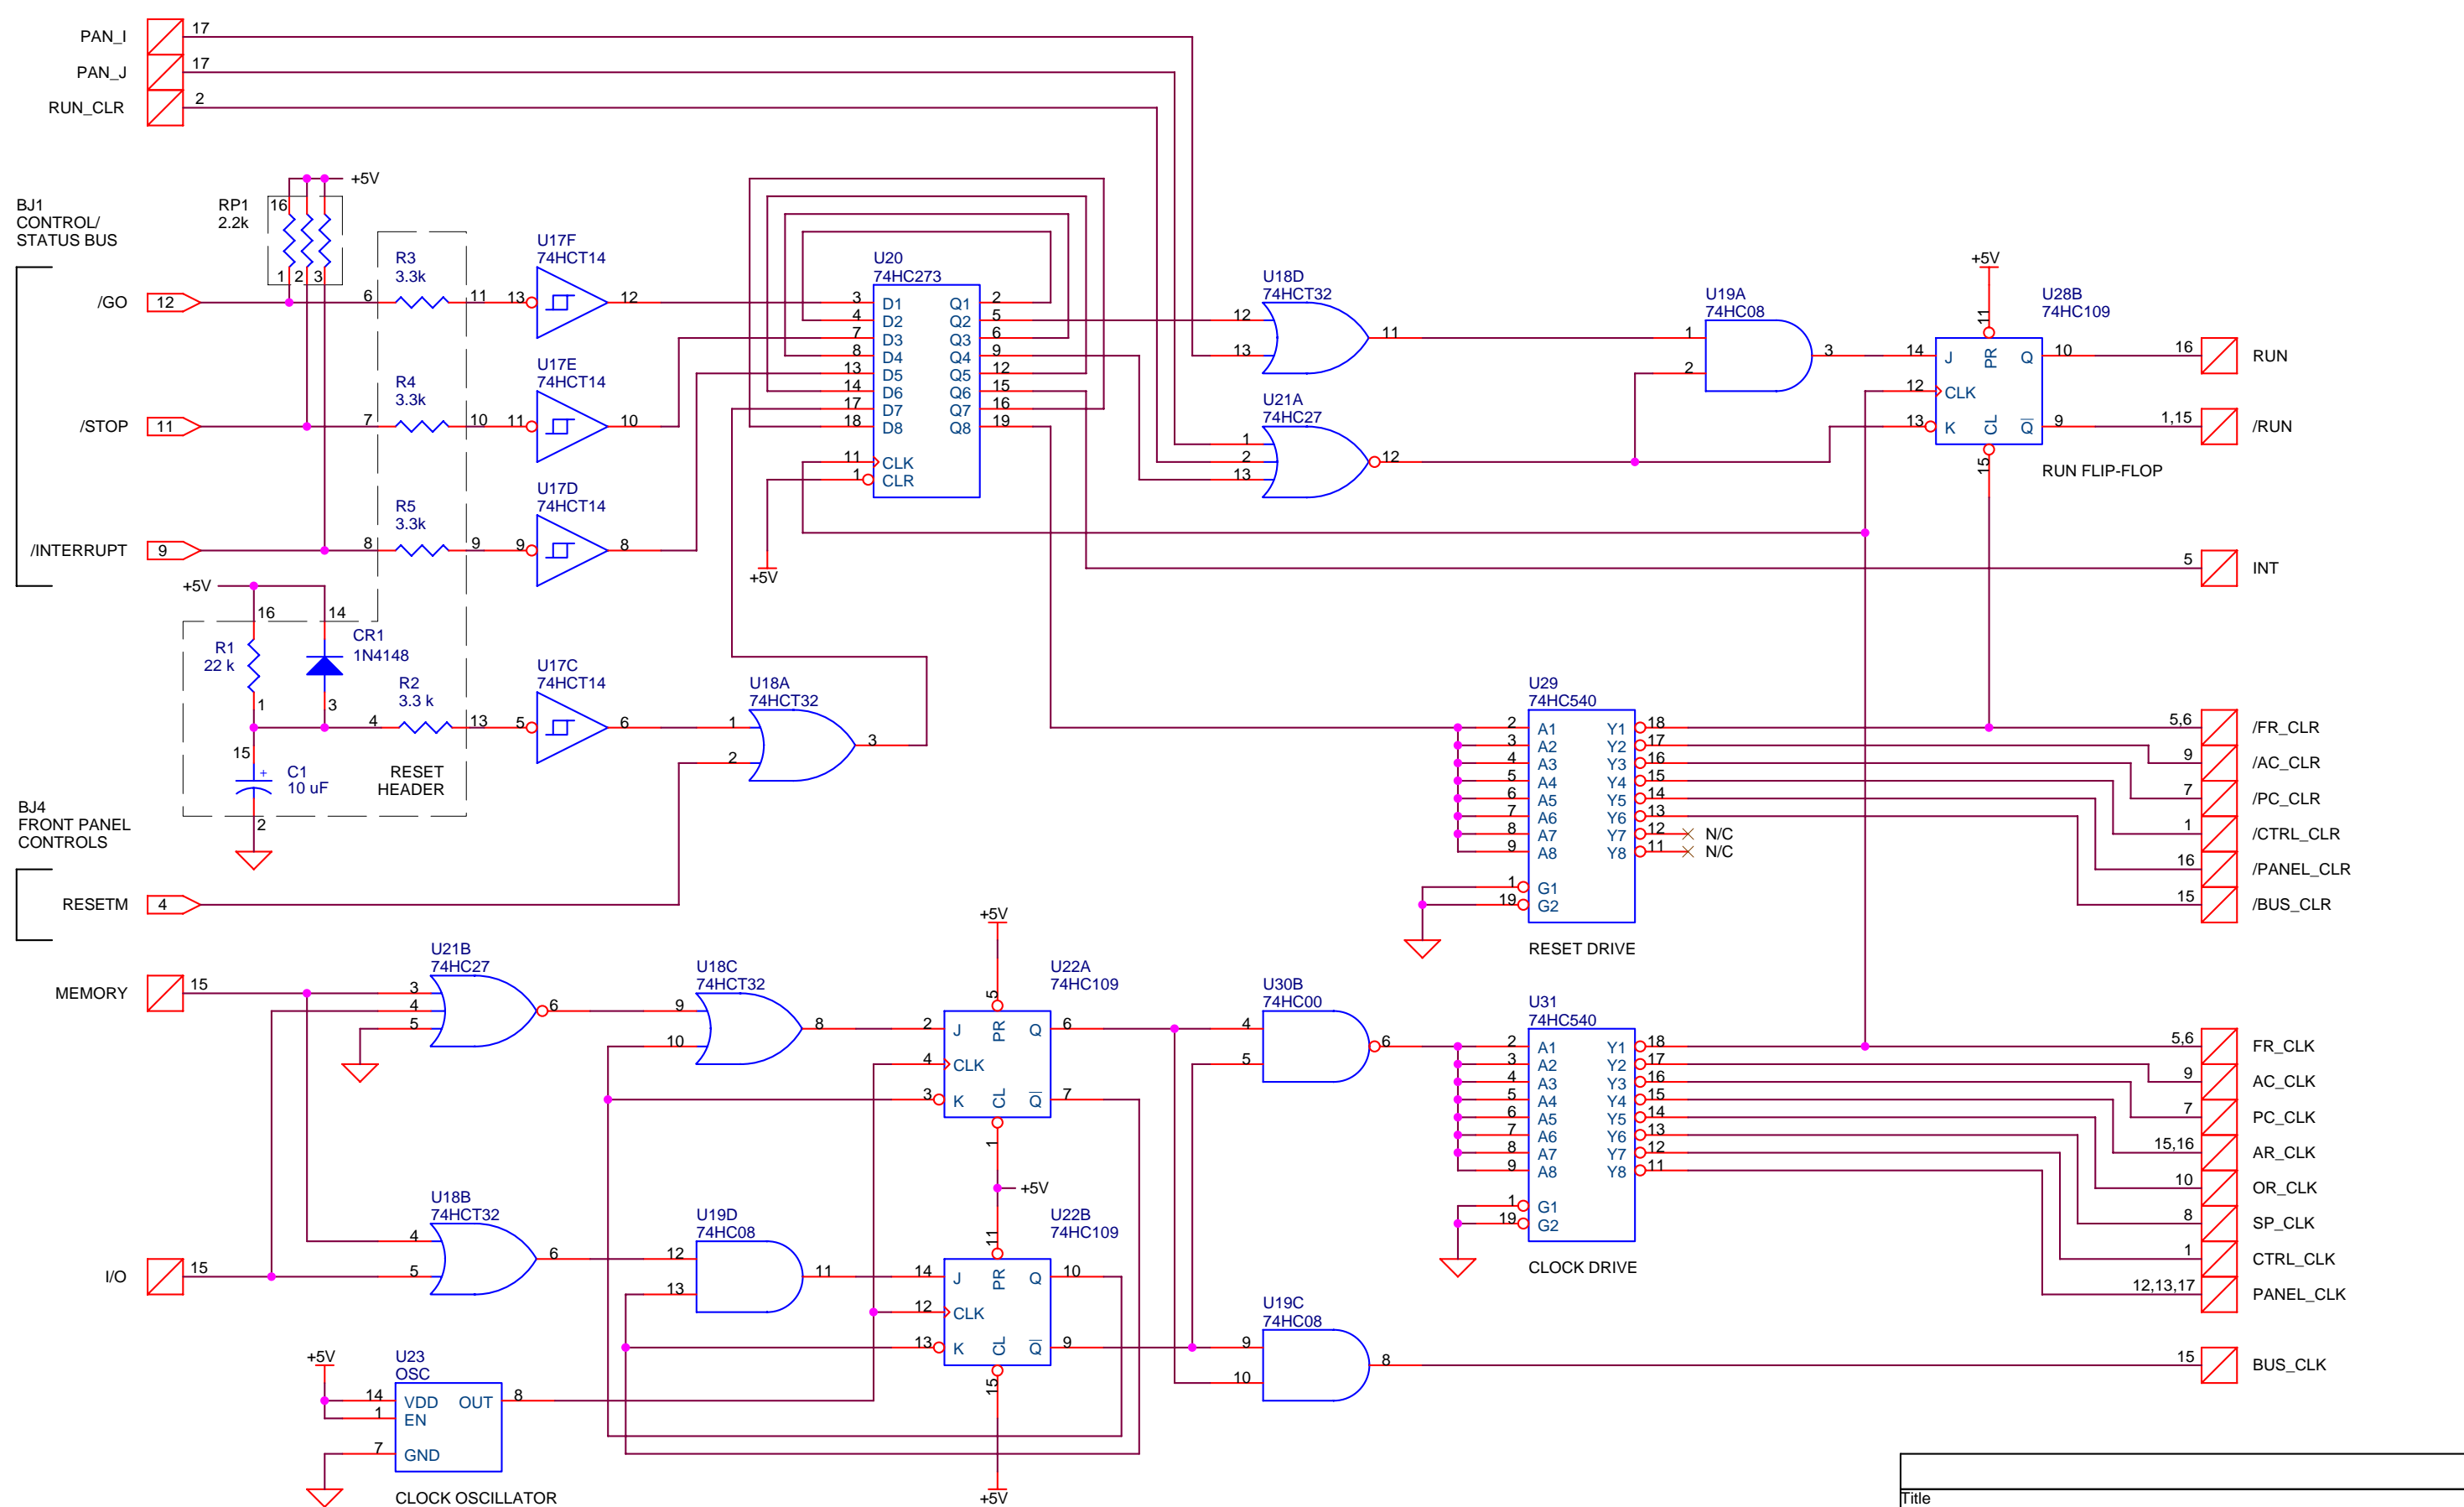 PAN_I 17
PAN_J 17
RUN_CLR 2
BJ1
CONTROL/
STATUS BUS
RP1
2.2k
16
+5V
1 2 3
/GO 12
6
R3
3.3k
11
U17F
74HCT14
13 12
/STOP 11
7
R4
3.3k
10
U17E
74HCT14
11 10
/INTERRUPT 9
8
R5
3.3k
9
U17D
74HCT14
9 8
+5V
16 14
R1
22 k
CR1
1N4148
1 3
4
R2
3.3 k
13
15
+
C1
10 uF
2
RESET
HEADER
U17C
74HCT14
5 6
U18A
74HCT32
1
2
3
BJ4
FRONT PANEL
CONTROLS
RESETM 4
U20
74HC273
3 D1 Q1 2
4 D2 Q2 5
7 D3 Q3 6
8 D4 Q4 9
13 D5 Q5 12
14 D6 Q6 15
17 D7 Q7 16
18 D8 Q8 19
11 CLK
1 CLR
+5V
U18D
74HCT32
12
13
11
U21A
74HC27
1
2
13
12
U19A
74HC08
1
2
3
+5V
11
U28B
74HC109
14 J PR Q 10
12 CLK
13 K CL Q 9
15
RUN FLIP-FLOP
16 RUN
1,15 /RUN
5 INT
U29
74HC540
2 A1 Y1 18
3 A2 Y2 17
4 A3 Y3 16
5 A4 Y4 15
6 A5 Y5 14
7 A6 Y6 13
8 A7 Y7 12 N/C
9 A8 Y8 11 N/C
1 G1
19 G2
RESET DRIVE
5,6 /FR_CLR
9 /AC_CLR
7 /PC_CLR
1 /CTRL_CLR
16 /PANEL_CLR
15 /BUS_CLR
MEMORY 15
U21B
74HC27
3
4
5
6
U18C
74HCT32
9
10
8
+5V
5
U22A
74HC109
2 J PR Q 6
4 CLK
3 K CL Q 7
1
+5V
I/O 15
U18B
74HCT32
4
5
6
U19D
74HC08
12
13
11
11
U22B
74HC109
14 J PR Q 10
12 CLK
13 K CL Q 9
15
+5V
+5V
U23
OSC
14 VDD OUT 8
1 EN
7 GND
CLOCK OSCILLATOR
U30B
74HC00
4
5
6
U19C
74HC08
9
10
8
U31
74HC540
2 A1 Y1 18
3 A2 Y2 17
4 A3 Y3 16
5 A4 Y4 15
6 A5 Y5 14
7 A6 Y6 13
8 A7 Y7 12
9 A8 Y8 11
1 G1
19 G2
CLOCK DRIVE
5,6 FR_CLK
9 AC_CLK
7 PC_CLK
15,16 AR_CLK
10 OR_CLK
8 SP_CLK
1 CTRL_CLK
12,13,17 PANEL_CLK
15 BUS_CLK
Title